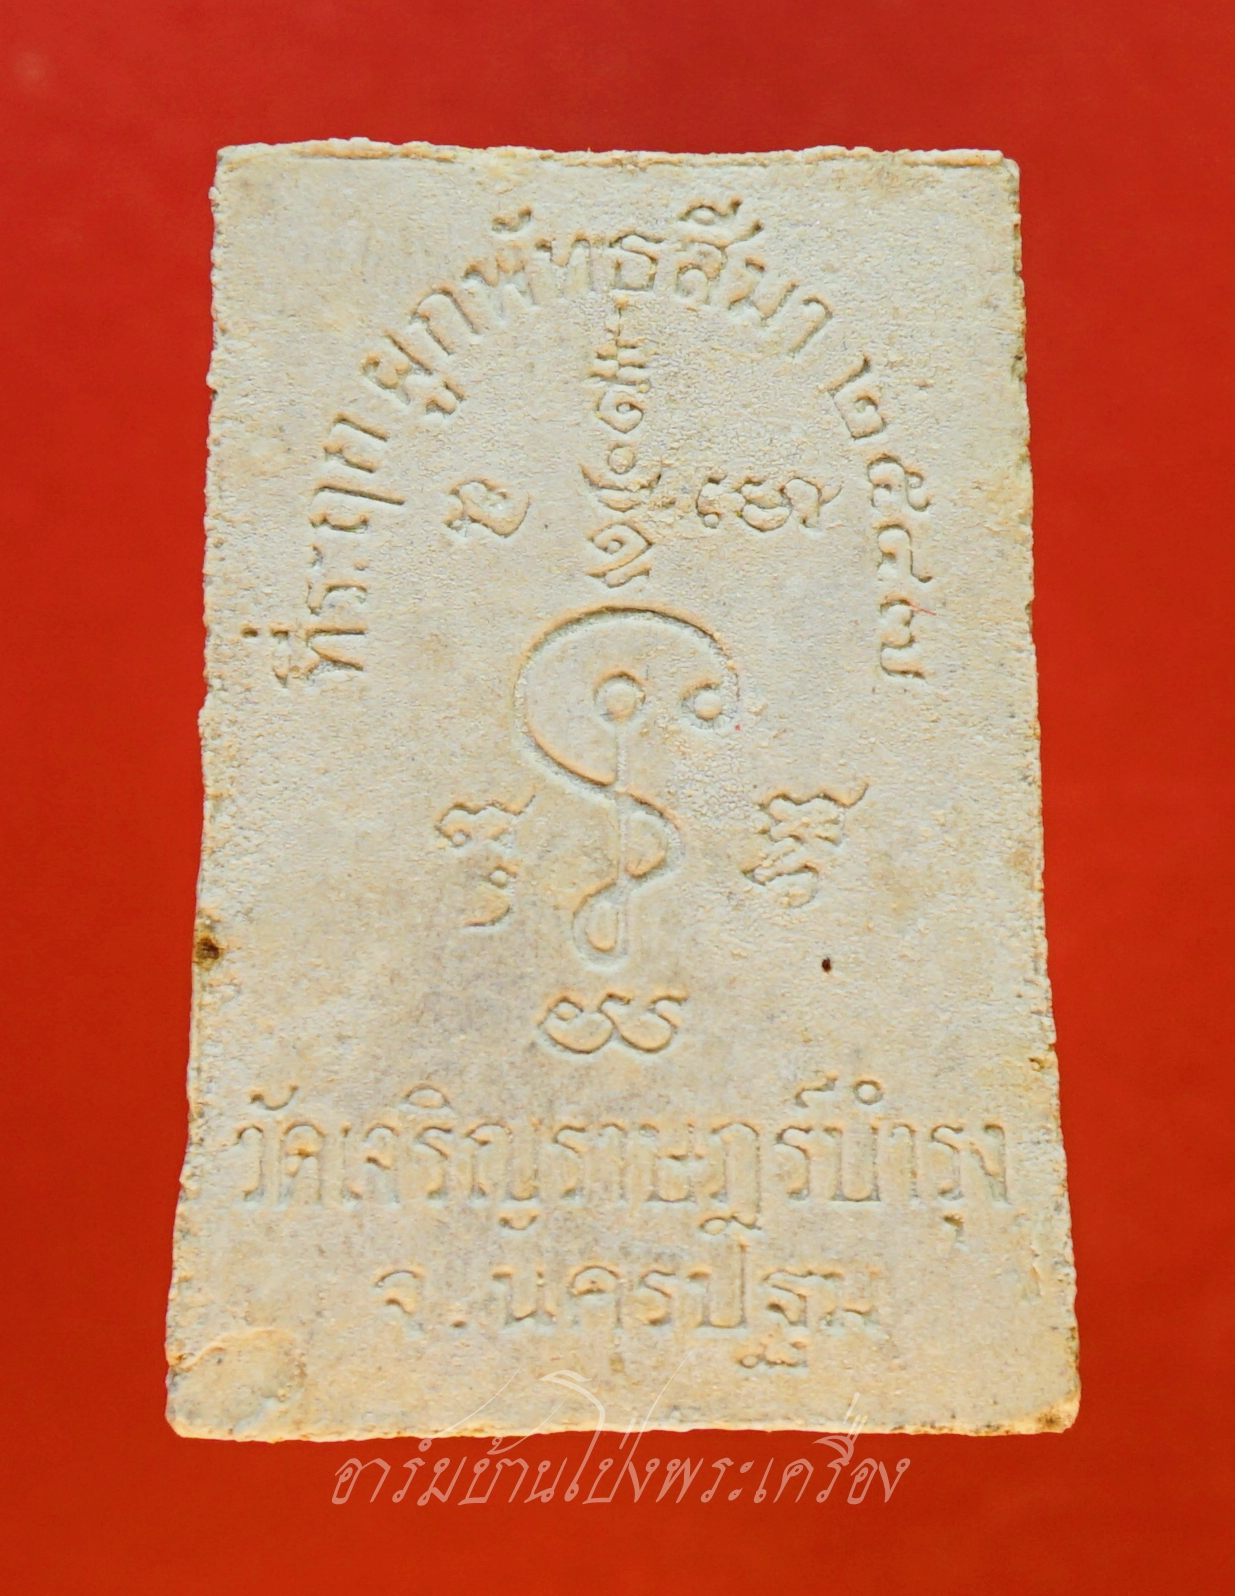 ที่ระฤก ผูกพัทธสีมา ๒๕๔๗
วัดเจริญราษฎร์บำรุง
จ.นครปฐม
อาร์มบ้านโป่งพระเครื่อง